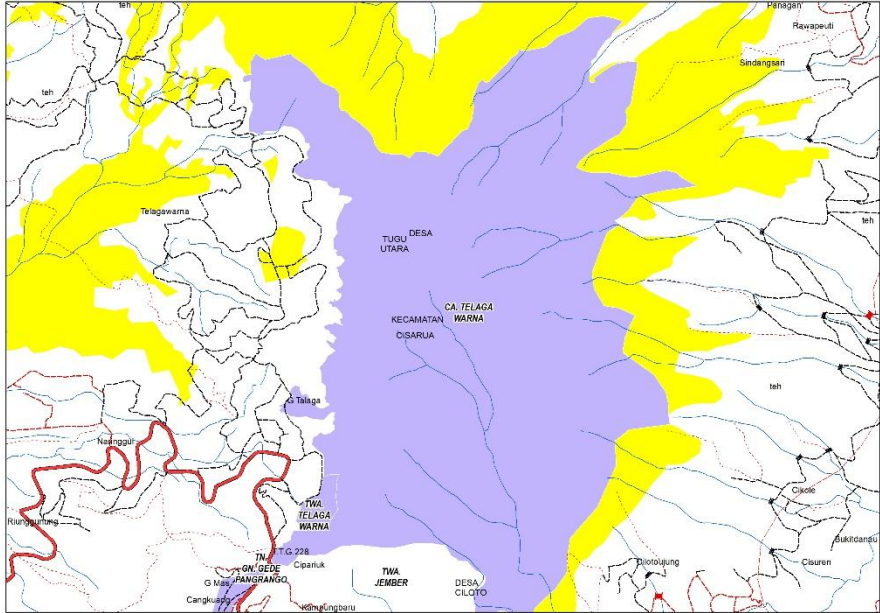 teh
Panagan
Rawapeuti
Sindangsari
teh
Telagawarna
teh
TUGU DESA
UTARA
CA. TELAGA
WARNA
KECAMATAN
CISARUA
teh
G Talaga
Naringgul
Cikole
TWA.
TELAGA
WARNA
Riunggunung
Bukitdanau
T.T.G.228
TN.
GN. GEDE
PANGRANGO
Cipariuk
TWA.
JEMBER
Cilotoujung
Cisuren
G Mas
DESA
CILOTO
Cangkuang
Kampungbaru